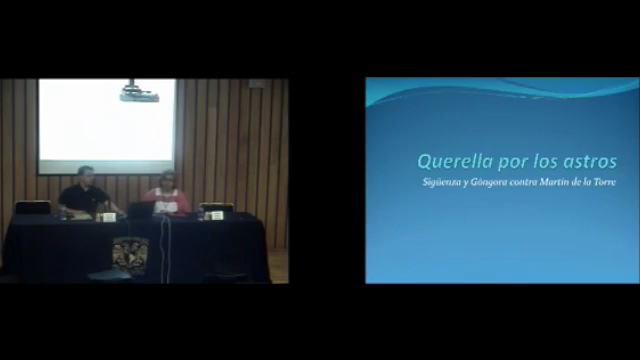 Querella por los astros
Sigüenza y Góngora contra Martín de la Torre